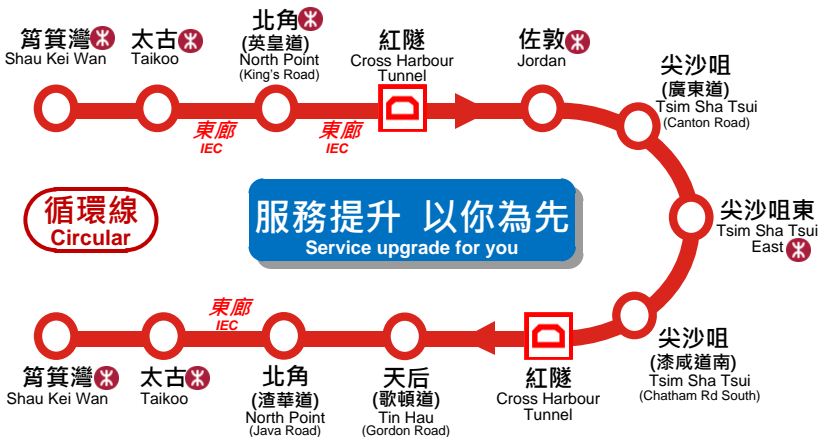 筲箕灣
Shau Kei Wan
太古
Taikoo
北角
(英皇道)
North Point
(King's Road)
紅隧
Cross Harbour
Tunnel
佐敦
Jordan
尖沙咀
(廣東道)
Tsim Sha Tsui
(Canton Road)
東廊
IEC
東廊
IEC
循環線
Circular
服務提升 以你為先
Service upgrade for you
尖沙咀東
Tsim Sha Tsui
East
東廊
IEC
筲箕灣
Shau Kei Wan
太古
Taikoo
北角
(渣華道)
North Point
(Java Road)
天后
(歌頓道)
Tin Hau
(Gordon Road)
紅隧
Cross Harbour
Tunnel
尖沙咀
(漆咸道南)
Tsim Sha Tsui
(Chatham Rd South)